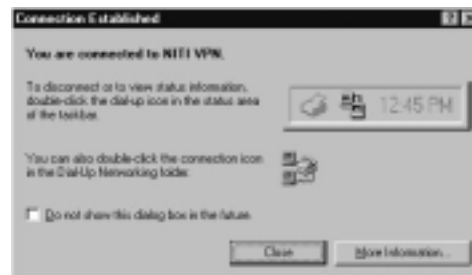 Connection Established
You are connected to NITI VPN.
To disconnect or to view status information,
double-click the dial-up icon in the status area
of the taskbar.
12:45 PM
You can also double-click the connection icon
in the Dial-Up Networking folder.
Do not show this dialog box in the future.
Close
More Information...